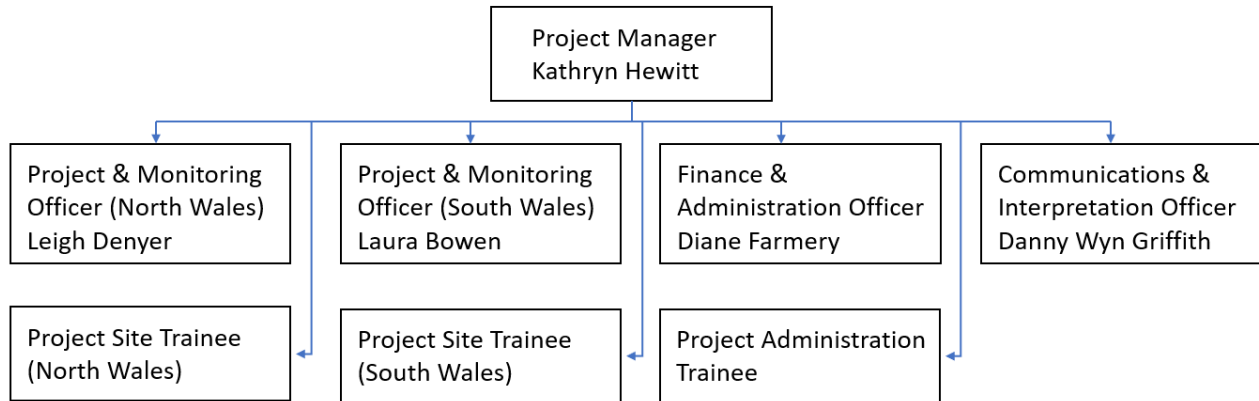 Project Manager
Kathryn Hewitt
Project & Monitoring
Officer (North Wales)
Leigh Denyer
Project & Monitoring
Officer (South Wales)
Laura Bowen
Finance &
Administration Officer
Diane Farmery
Communications &
Interpretation Officer
Danny Wyn Griffith
Project Site Trainee
(North Wales)
Project Site Trainee
(South Wales)
Project Administration
Trainee